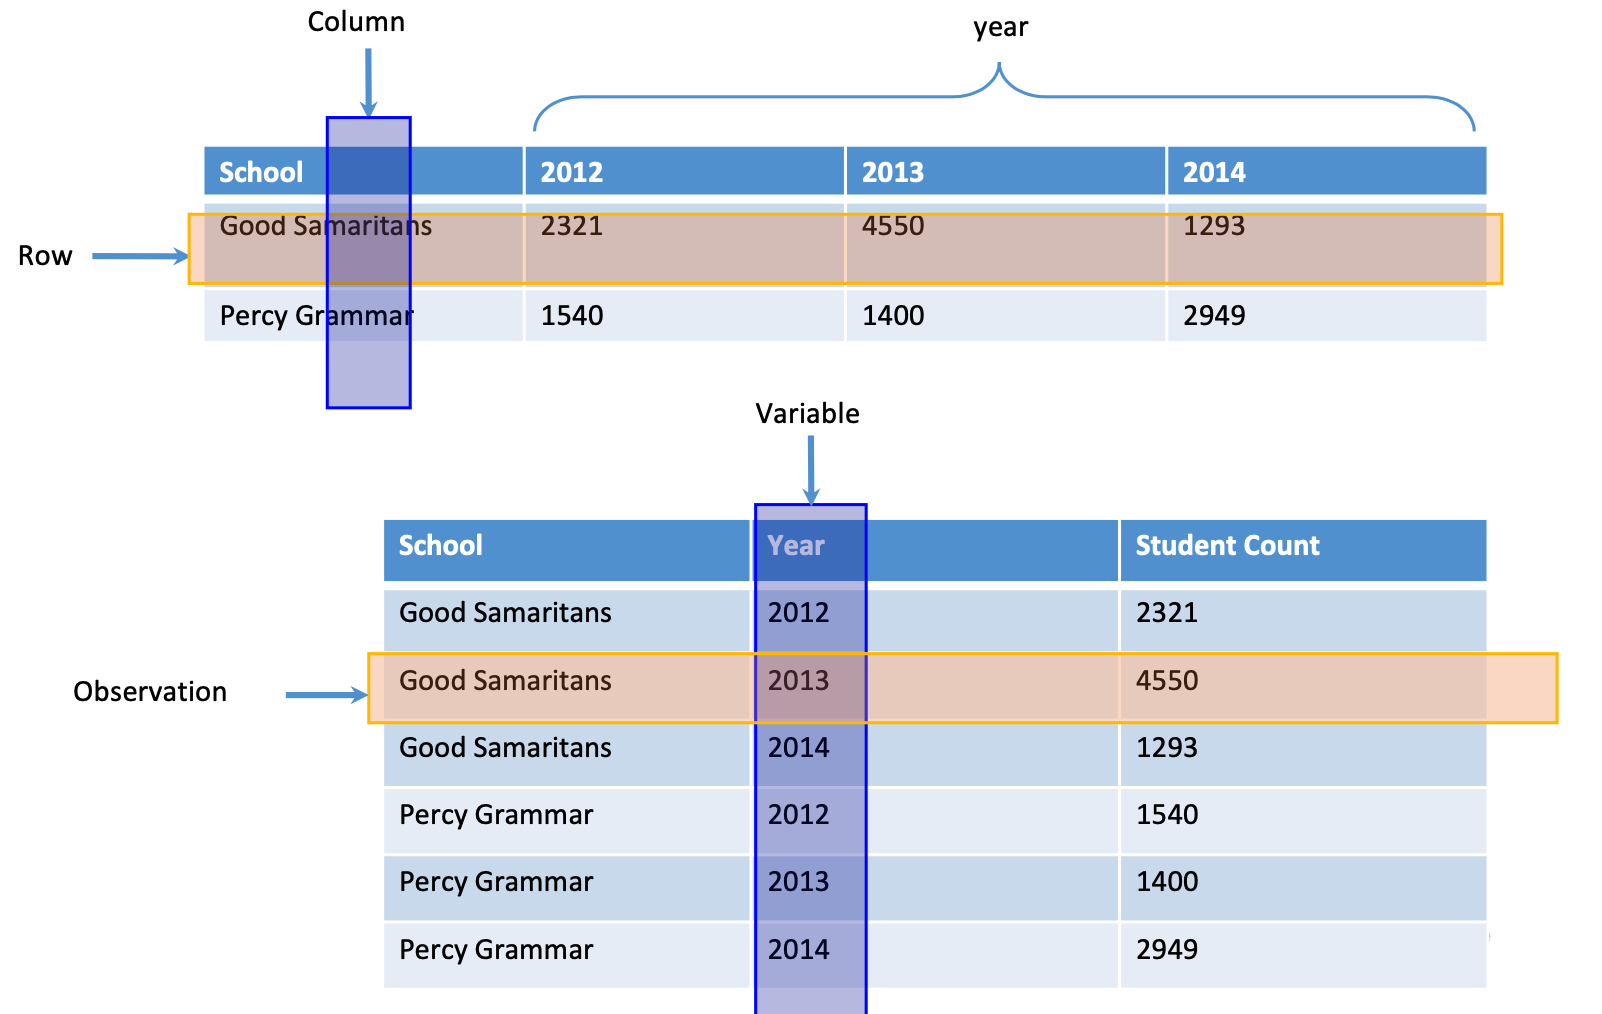 Column
year
School 2012 2013 2014
Good Samaritans 2321 4550 1293
Row
Percy Grammar 1540 1400 2949
Variable
School Year Student Count
Good Samaritans 2012 2321
Good Samaritans 2013 4550
Observation
Good Samaritans 2014 1293
Percy Grammar 2012 1540
Percy Grammar 2013 1400
Percy Grammar 2014 2949